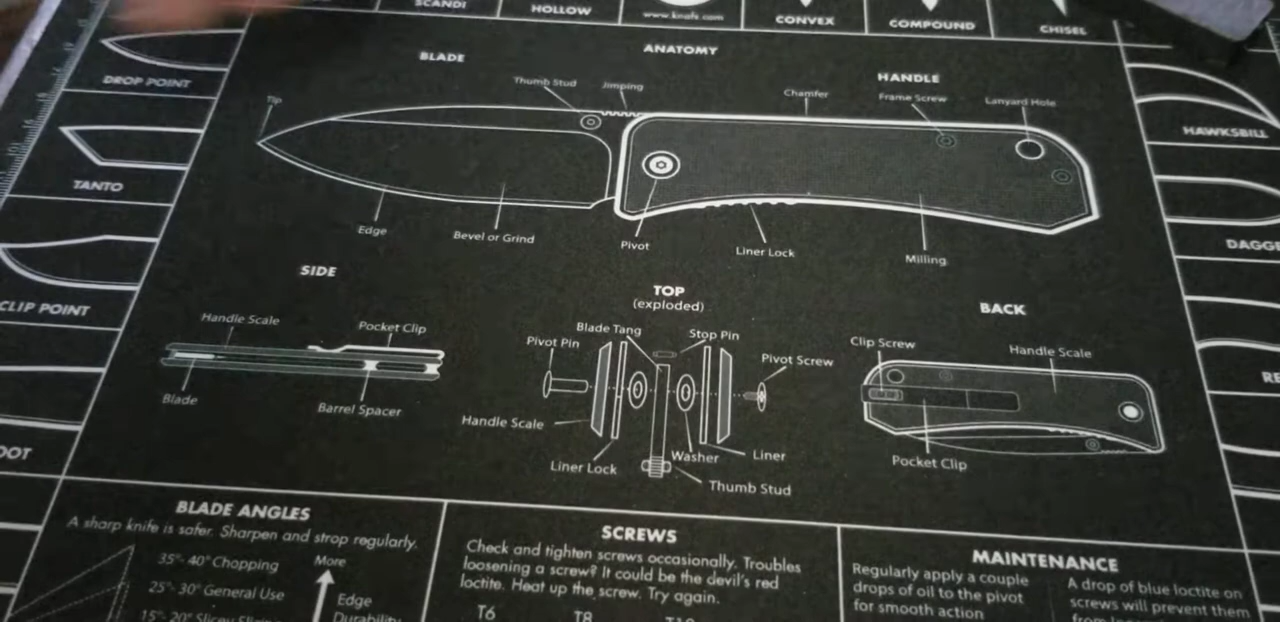 SCANDI
HOLLOW
www.knafs.com
CONVEX
COMPOUND
CHISEL
DROP POINT
TANTO
CLIP POINT
HAWKSBILL
ANATOMY
BLADE
HANDLE
Tip
Thumb Stud
Jimping
Chamfer
Frame Screw
Lanyard Hole
Edge
Bevel or Grind
Pivot
Liner Lock
Milling
SIDE
Handle Scale
Pocket Clip
Blade
Barrel Spacer
TOP
(exploded)
Blade Tang
Stop Pin
Pivot Pin
Pivot Screw
Handle Scale
Liner Lock
Washer
Liner
Thumb Stud
BACK
Clip Screw
Handle Scale
Pocket Clip
BLADE ANGLES
A sharp knife is safer. Sharpen and strop regularly.
35°- 40° Chopping
25°- 30° General Use
15°- 20°
More
Edge
Durability
SCREWS
Check and tighten screws occasionally. Troubles
loosening a screw? It could be the devil's red
loctite. Heat up the screw. Try again.
T6
T8
MAINTENANCE
Regularly apply a couple
drops of oil to the pivot
for smooth action
A drop of blue loctite on
screws will prevent them